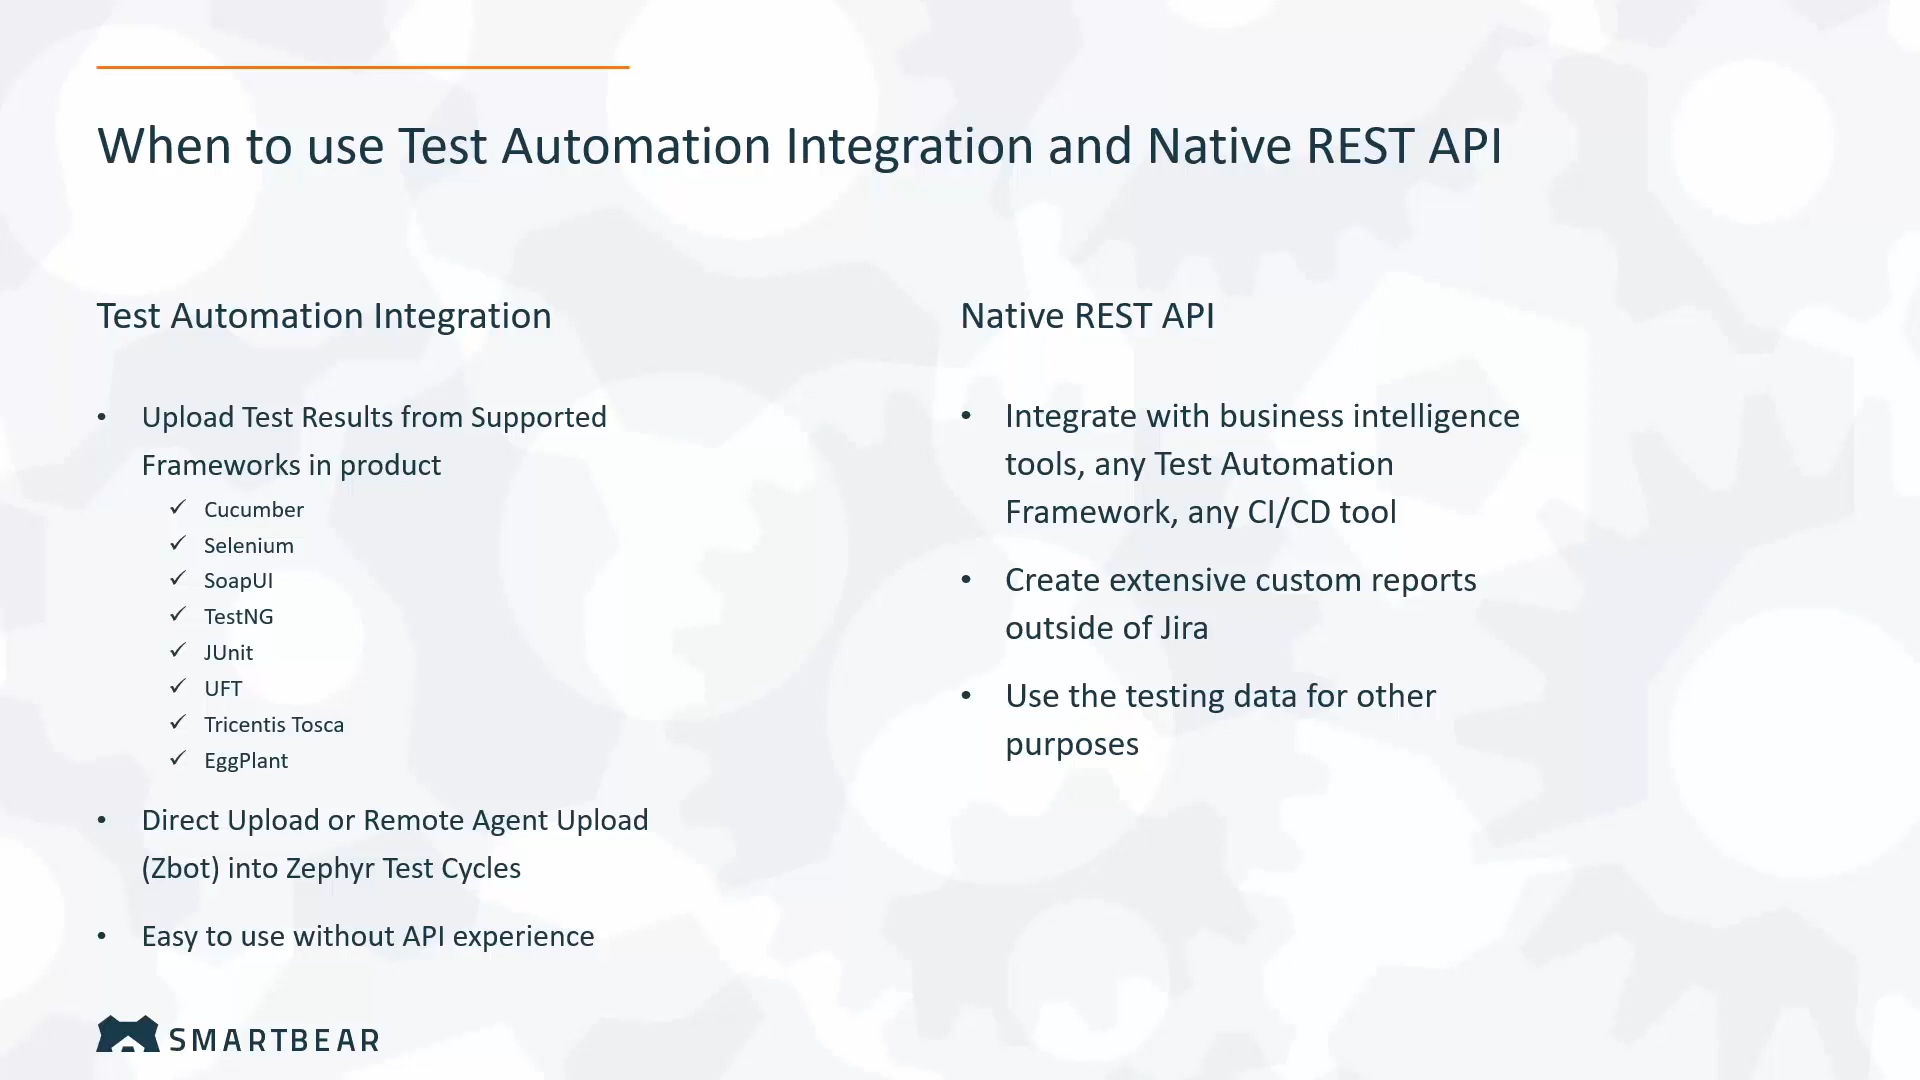 When to use Test Automation Integration and Native REST API
Test Automation Integration
• Upload Test Results from Supported
Frameworks in product
✓ Cucumber
✓ Selenium
✓ SoapUI
✓ TestNG
✓ JUnit
✓ UFT
✓ Tricentis Tosca
✓ EggPlant
• Direct Upload or Remote Agent Upload
(Zbot) into Zephyr Test Cycles
• Easy to use without API experience
Native REST API
• Integrate with business intelligence
tools, any Test Automation
Framework, any CI/CD tool
• Create extensive custom reports
outside of Jira
• Use the testing data for other
purposes
SMARTBEAR